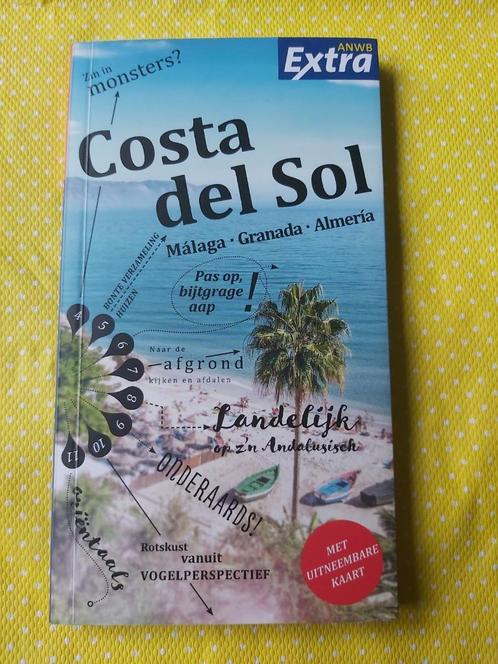 ANWB
Extra
Zin in
monsters?
Costa
del Sol
Málaga · Granada · Almería
BONTE VERZAMELING
HUIZEN
Pas op,
bijtgrage
aap
!
4
5
6
7
8
9
10
11
Naar de
afgrond
kijken en afdalen
Landelijk
op z'n Andalusisch
ONDERAARDS!
oriëntaals
Rotskust
vanuit
VOGELPERSPECTIEF
MET
UITNEEMBARE
KAART